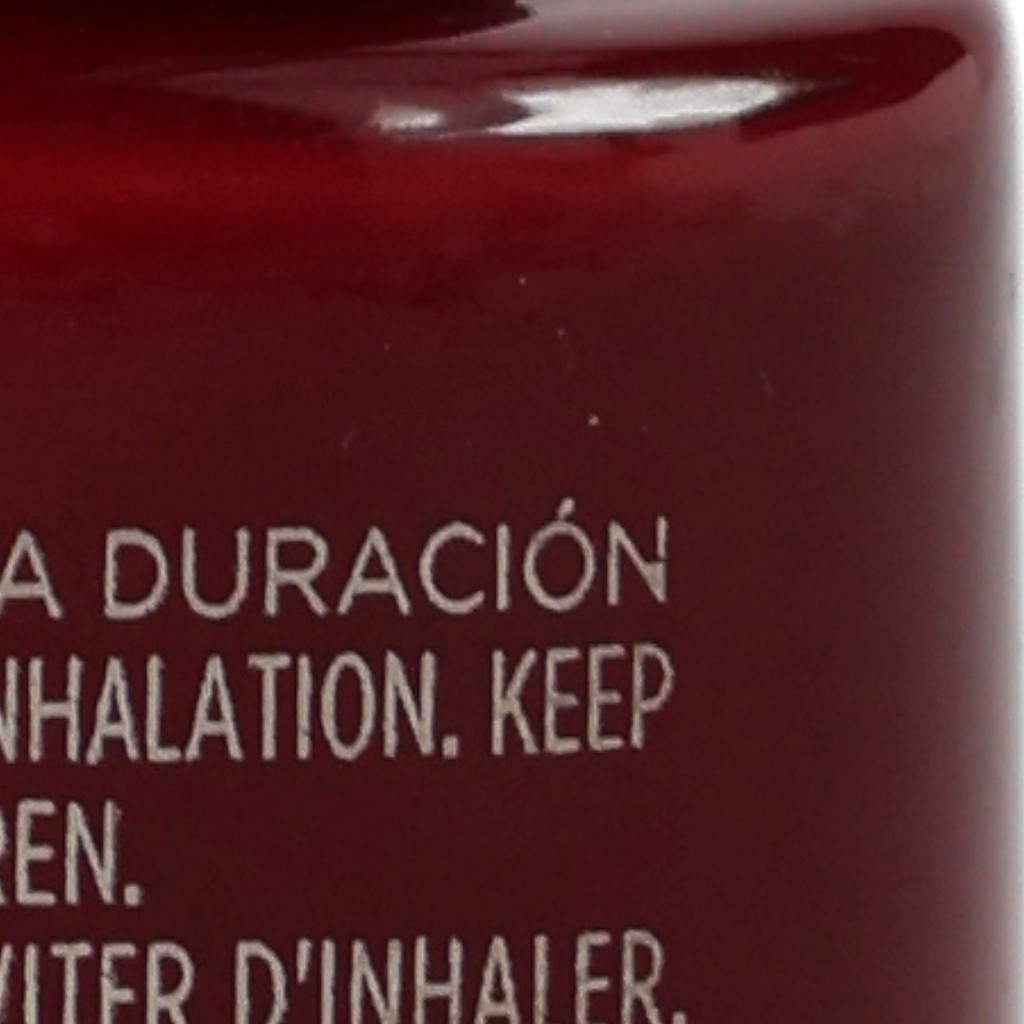 A DURACIÓN
NHALATION. KEEP
REN.
VITER D'INHALER.